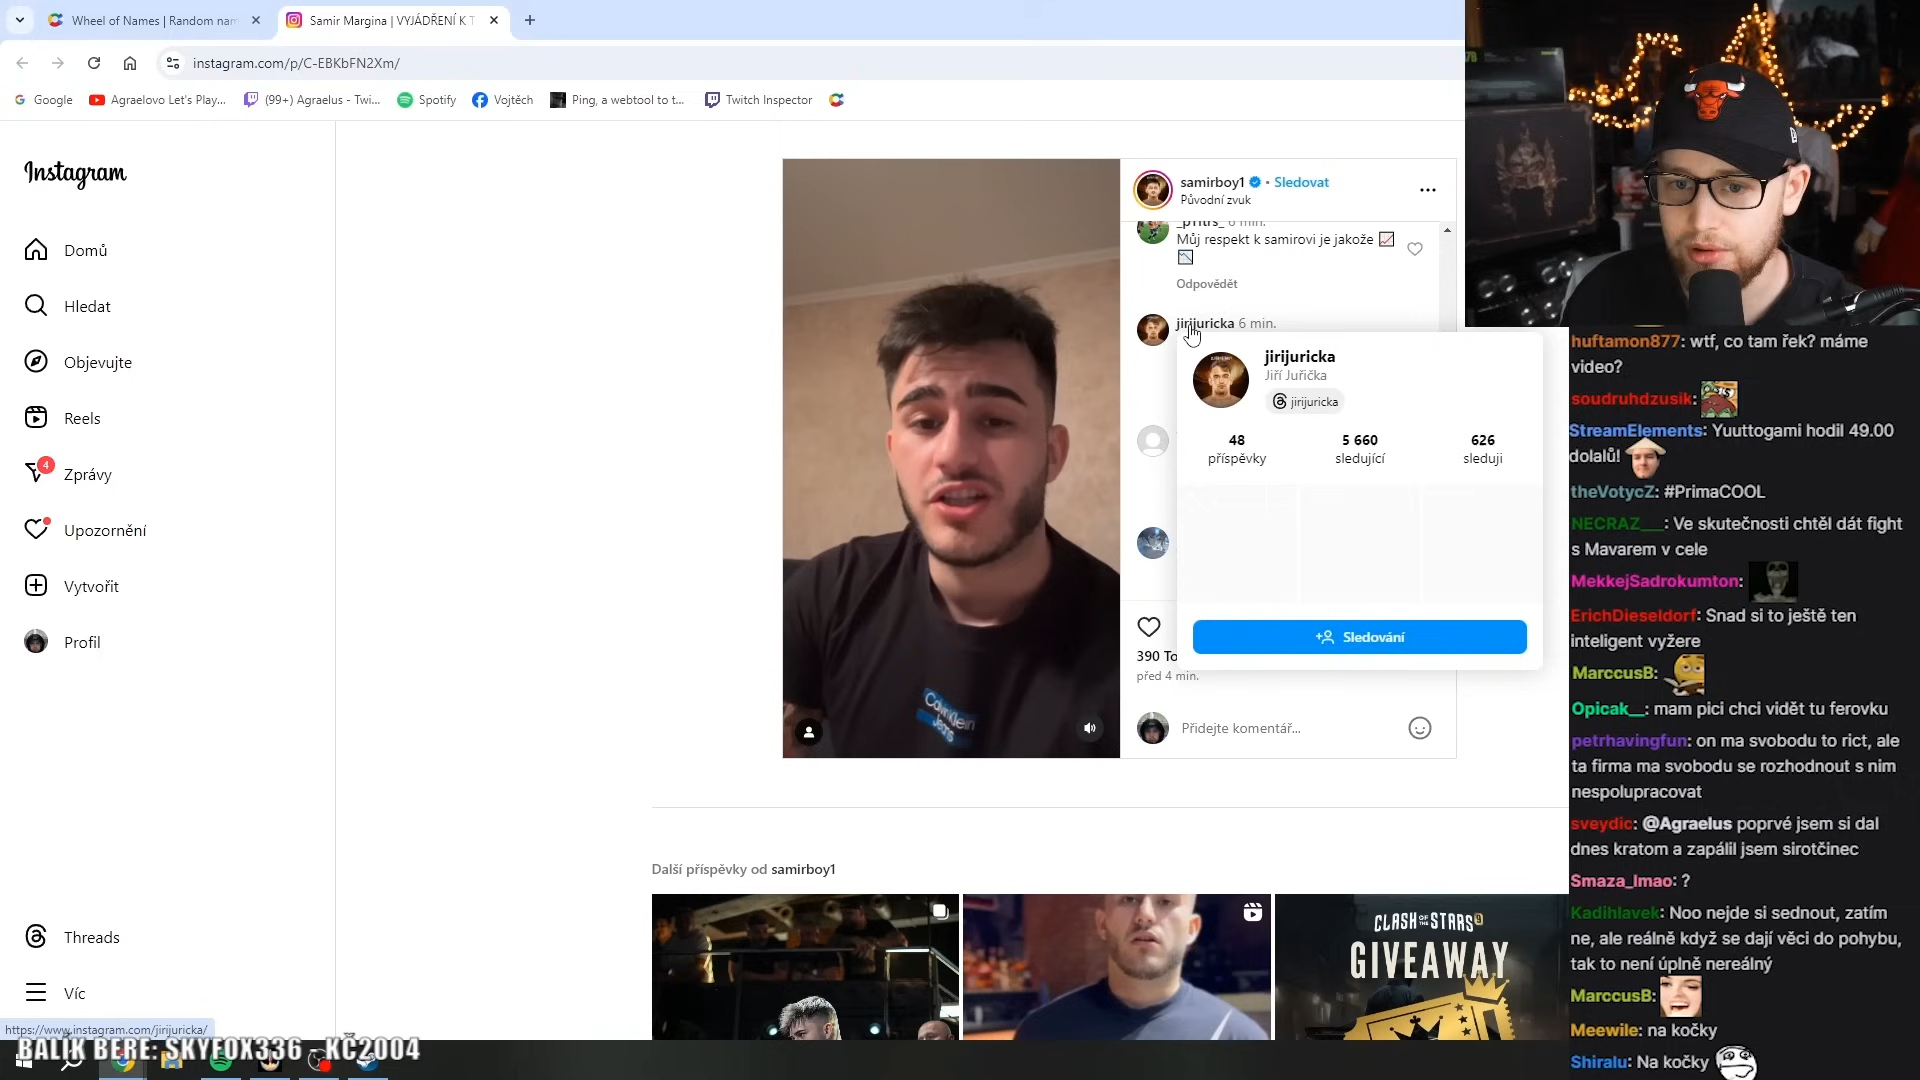 Wheel of Names | Random nam
Samir Margina | VYJÁDŘENÍ K T
instagram.com/p/C-EBKbFN2Xm/
Google
Agraelovo Let's Play...
(99+) Agraelus - Twi...
Spotify
Vojtěch
Ping, a webtool to t...
Twitch Inspector
Instagram
Domů
Hledat
Objevujte
Reels
4
Zprávy
Upozornění
Vytvořit
Profil
Threads
Víc
https://www.instagram.com/jirijuricka/
BALÍK BERE: SKYFOX336 - KČ2004
Calvin Klein
Jeans
samirboy1 • Sledovat
Původní zvuk
6 min.
Můj respekt k samirovi je jakože
Odpovědět
jirijuricka 6 min.
jirijuricka
Jiří Juřička
jirijuricka
48
příspěvky
5 660
sledující
626
sleduji
Sledování
390 To
před 4 min.
Přidejte komentář...
Další příspěvky od samirboy1
CLASH OF THE STARS 9
GIVEAWAY
huftamon877: wtf, co tam řek? máme
video?
soudruhdzusik:
StreamElements: Yuuttogami hodil 49.00
dolalů!
theVotycZ: #PrimaCOOL
NECRAZ___: Ve skutečnosti chtěl dát fight
s Mavarem v cele
MekkejSadrokumton:
ErichDieseldorf: Snad si to ještě ten
inteligent vyžere
MarccusB:
Opicak__: mam pici chci vidět tu ferovku
petrhavingfun: on ma svobodu to rict, ale
ta firma ma svobodu se rozhodnout s nim
nespolupracovat
sveydic: @Agraelus poprvé jsem si dal
dnes kratom a zapálil jsem sirotčinec
Smaza_lmao: ?
Kadihlavek: Noo nejde si sednout, zatím
ne, ale reálně když se dají věci do pohybu,
tak to není úplně nereálný
MarccusB:
Meewile: na kočky
Shiralu: Na kočky